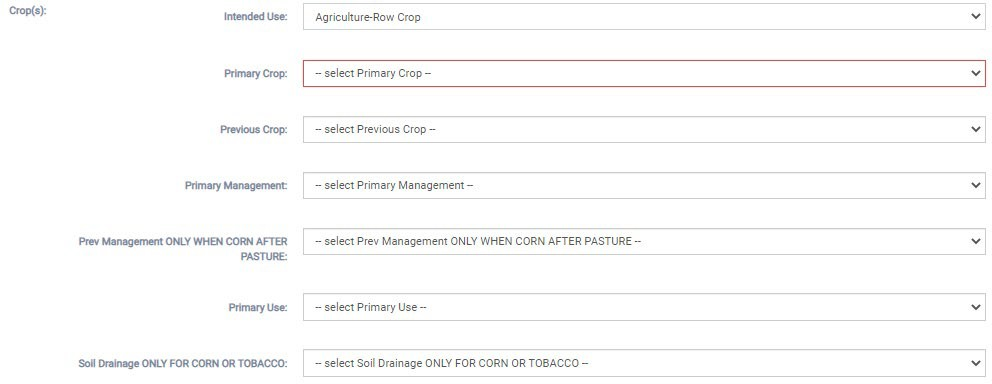 Crop(s):
Intended Use: Agriculture-Row Crop
Primary Crop: -- select Primary Crop --
Previous Crop: -- select Previous Crop --
Primary Management: -- select Primary Management --
Prev Management ONLY WHEN CORN AFTER
PASTURE: -- select Prev Management ONLY WHEN CORN AFTER PASTURE --
Primary Use: -- select Primary Use --
Soil Drainage ONLY FOR CORN OR TOBACCO: -- select Soil Drainage ONLY FOR CORN OR TOBACCO --